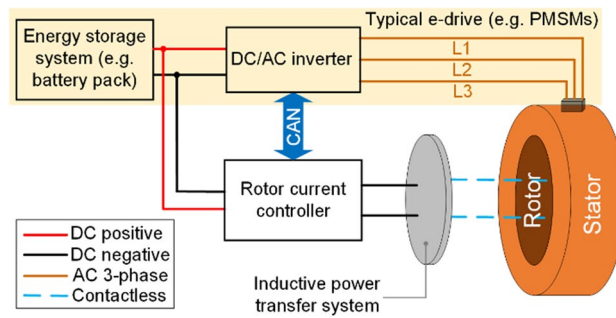 Typical e-drive (e.g. PMSMs)
Energy storage
system (e.g.
battery pack)
DC/AC inverter
L1
L2
L3
CAN
Rotor current
controller
Rotor
Stator
DC positive
DC negative
AC 3-phase
Contactless
Inductive power
transfer system